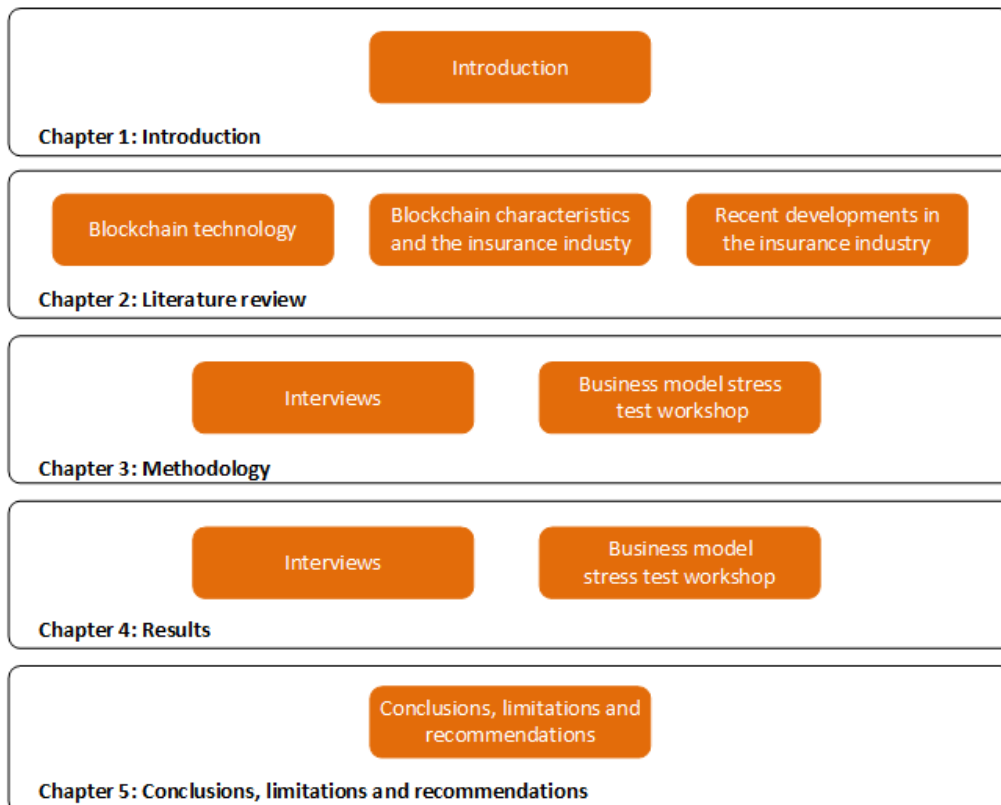 Introduction
Chapter 1: Introduction
Blockchain technology
Blockchain characteristics
and the insurance industy
Recent developments in
the insurance industry
Chapter 2: Literature review
Interviews
Business model stress
test workshop
Chapter 3: Methodology
Interviews
Business model
stress test workshop
Chapter 4: Results
Conclusions, limitations and
recommendations
Chapter 5: Conclusions, limitations and recommendations